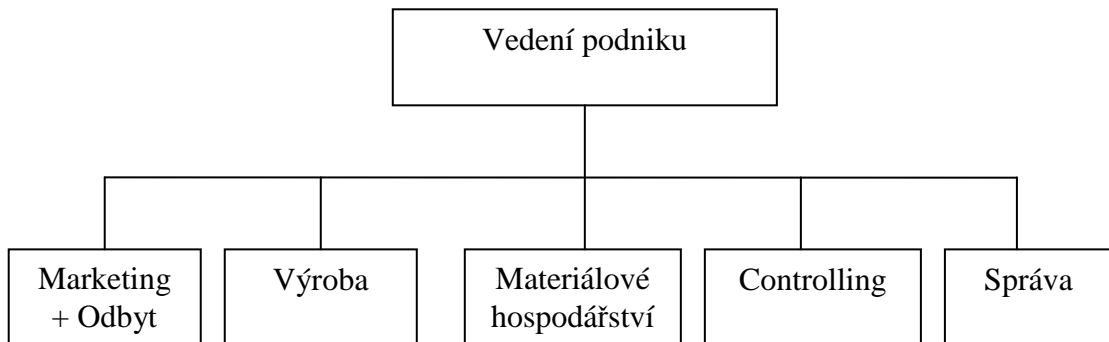 Vedení podniku
Marketing
+ Odbyt
Výroba
Materiálové
hospodářství
Controlling
Správa